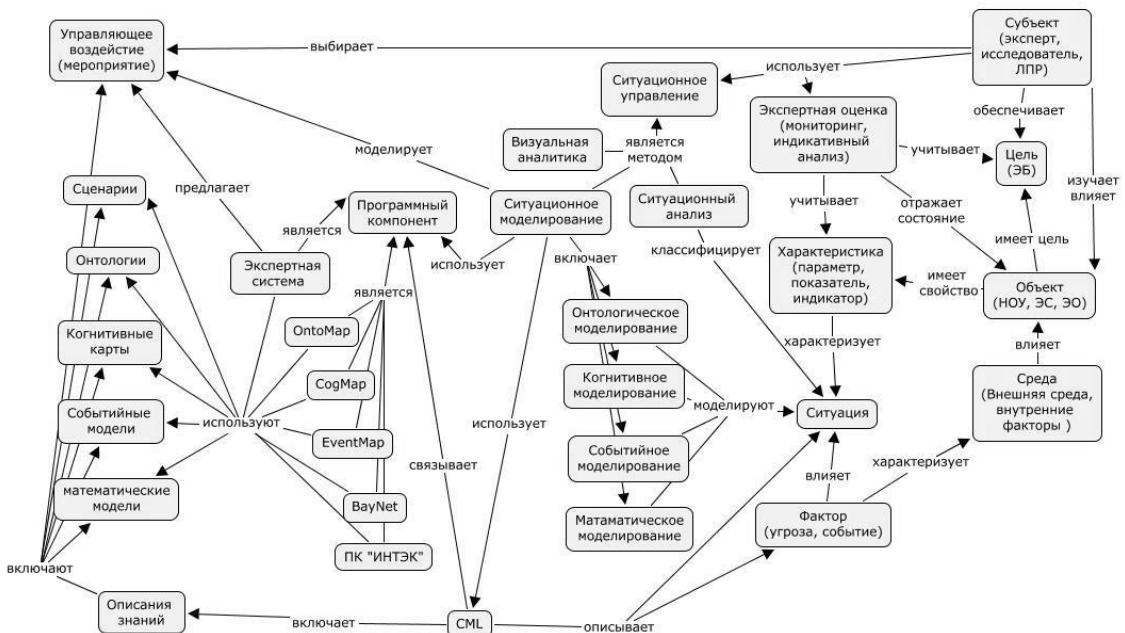 Управляющее
воздейстие
(мероприятие)
выбирает
Субъект
(эксперт,
исследователь,
ЛПР)
использует
Ситуационное
управление
Экспертная оценка
(мониторинг,
индикативный
анализ)
обеспечивает
Визуальная
аналитика
является
методом
моделирует
учитывает
Цель
(ЭБ)
изучает
влияет
Сценарии
предлагает
Программный
компонент
Ситуационное
моделирование
Ситуационный
анализ
учитывает
отражает
состояние
является
классифицирует
имеет цель
Онтологии
Экспертная
система
использует
включает
Характеристика
(параметр,
показатель,
индикатор)
имеет
свойство
Объект
(НОУ, ЭС, ЭО)
является
Онтологическое
моделирование
OntoMap
Когнитивные
карты
характеризует
влияет
CogMap
Когнитивное
моделирование
моделируют
Ситуация
Среда
(Внешняя среда,
внутренние
факторы )
Событийные
модели
используют
EventMap
использует
Событийное
моделирование
связывает
влияет
характеризует
математические
модели
BayNet
Матаматическое
моделирование
Фактор
(угроза, событие)
ПК "ИНТЭК"
включают
Описания
знаний
включает
CML
описывает